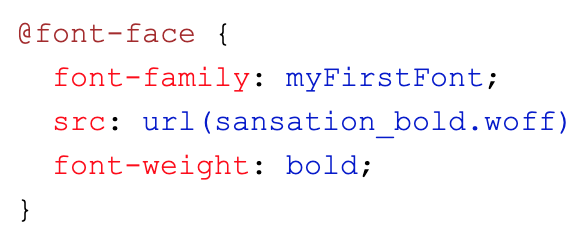 @font-face {
  font-family: myFirstFont;
  src: url(sansation_bold.woff)
  font-weight: bold;
}